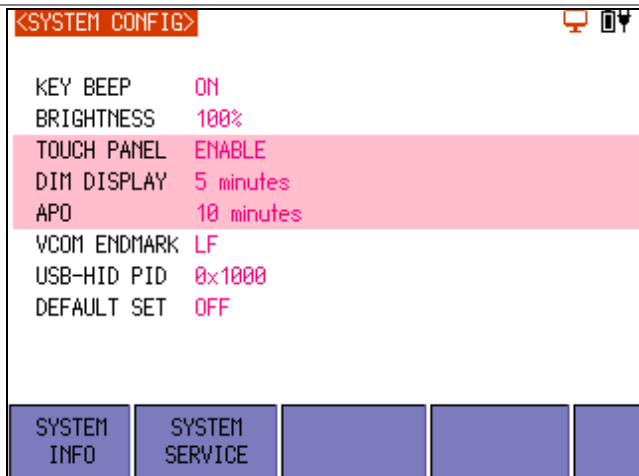 <SYSTEM CONFIG>
KEY BEEP ON
BRIGHTNESS 100%
TOUCH PANEL ENABLE
DIM DISPLAY 5 minutes
APO 10 minutes
VCOM ENDMARK LF
USB-HID PID 0x1000
DEFAULT SET OFF
SYSTEM INFO
SYSTEM SERVICE